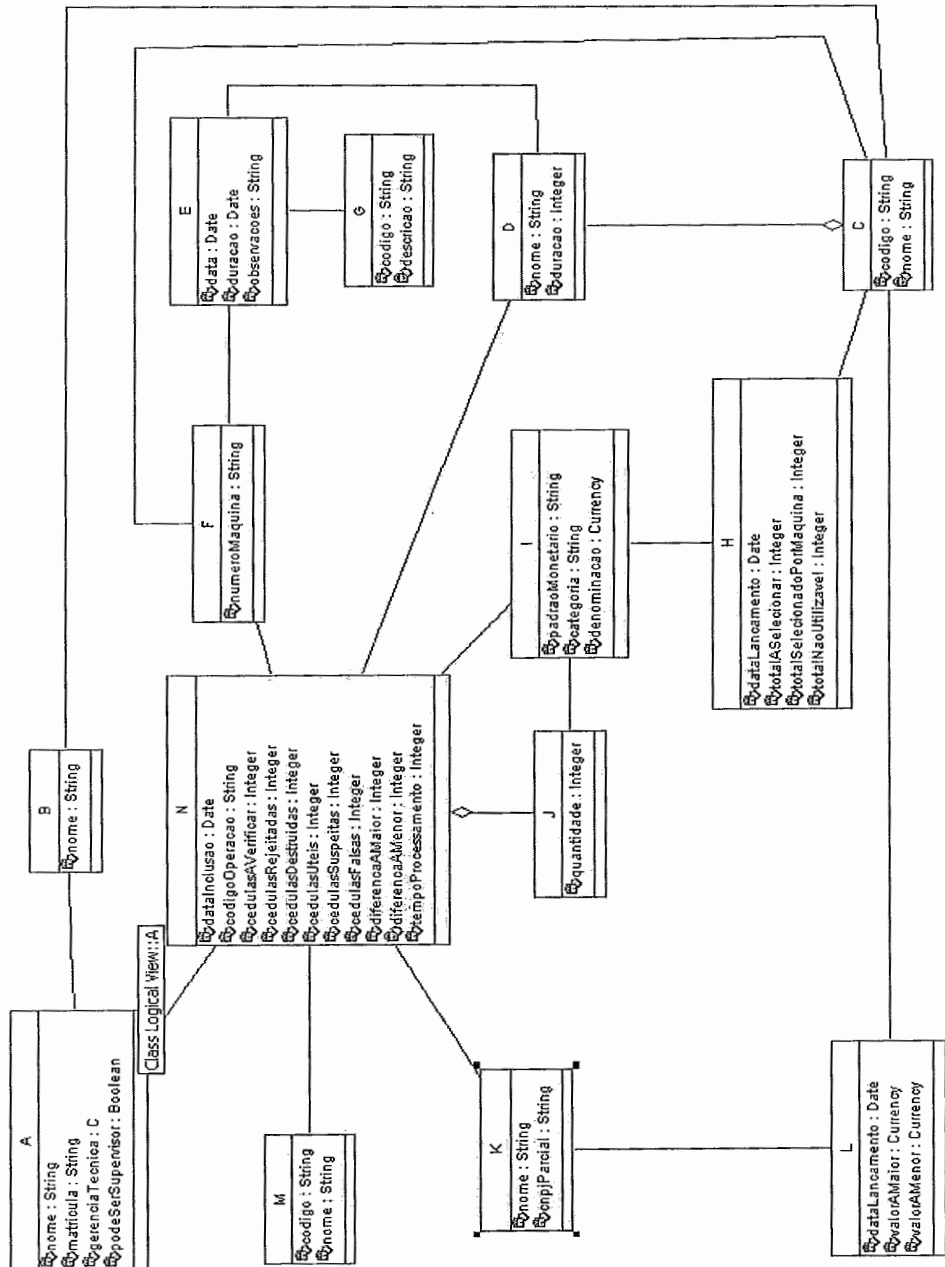 A
nome : String
matricula : String
gerenciaTecnica : C
podeSerSupervisor : Boolean
Class Logical View::A
B
nome : String
N
dataInclusao : Date
codigoOperacao : String
cedulasAVerificar : Integer
cedulasRejeitadas : Integer
cedulasDestruidas : Integer
cedulasUteis : Integer
cedulasSuspeitas : Integer
cedulasFalsas : Integer
diferencaAMaior : Integer
diferencaAMenor : Integer
tempoProcessamento : Integer
F
numeroMaquina : String
E
data : Date
duracao : Date
observacoes : String
G
codigo : String
descricao : String
M
codigo : String
nome : String
K
nome : String
cnpjParcial : String
J
quantidade : Integer
I
padraoMonetario : String
categoria : String
denominacao : Currency
D
nome : String
duracao : Integer
L
dataLancamento : Date
valorAMaior : Currency
valorAMenor : Currency
H
dataLancamento : Date
totalASelecionar : Integer
totalSelecionadoPorMaquina : Integer
totalNaoUtilizavel : Integer
C
codigo : String
nome : String